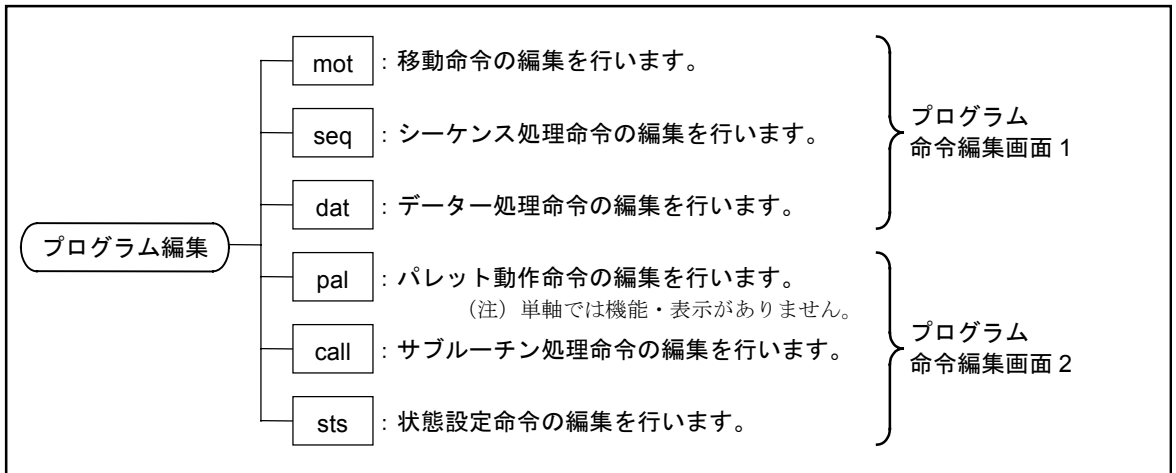 mot：移動命令の編集を行います。
seq：シーケンス処理命令の編集を行います。
dat：データー処理命令の編集を行います。
プログラム
命令編集画面 1
プログラム編集
pal：パレット動作命令の編集を行います。
（注）単軸では機能・表示がありません。
call：サブルーチン処理命令の編集を行います。
sts：状態設定命令の編集を行います。
プログラム
命令編集画面 2